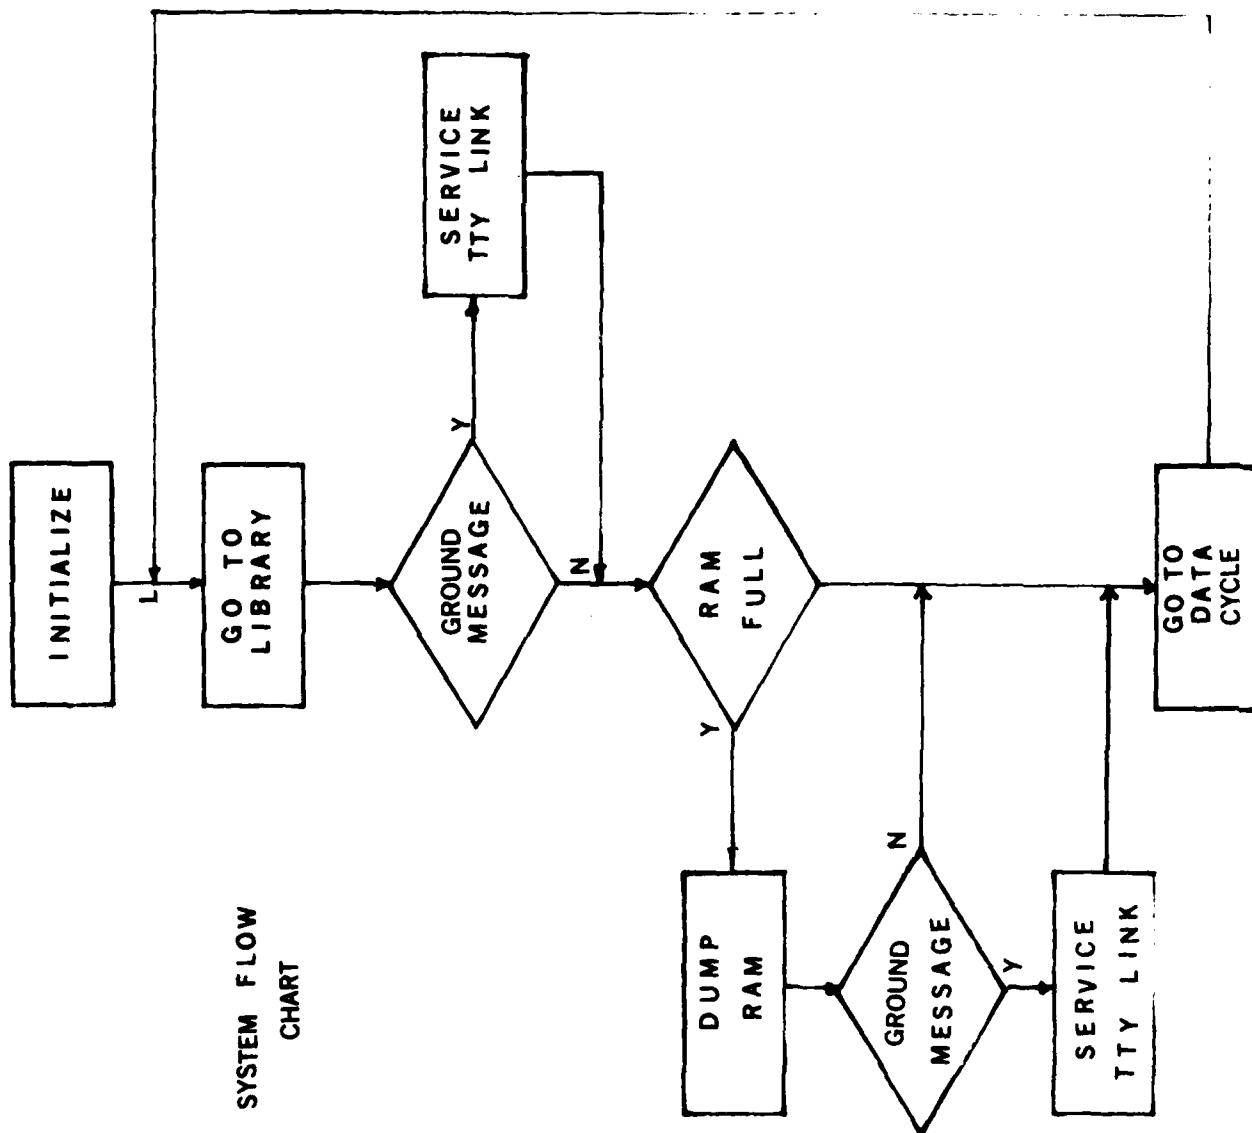 SYSTEM FLOW
CHART
INITIALIZE
L
GO TO
LIBRARY
GROUND
MESSAGE
Y
SERVICE
TTY LINK
N
RAM
FULL
Y
DUMP
RAM
GROUND
MESSAGE
N
Y
SERVICE
TTY LINK
GO TO
DATA
CYCLE